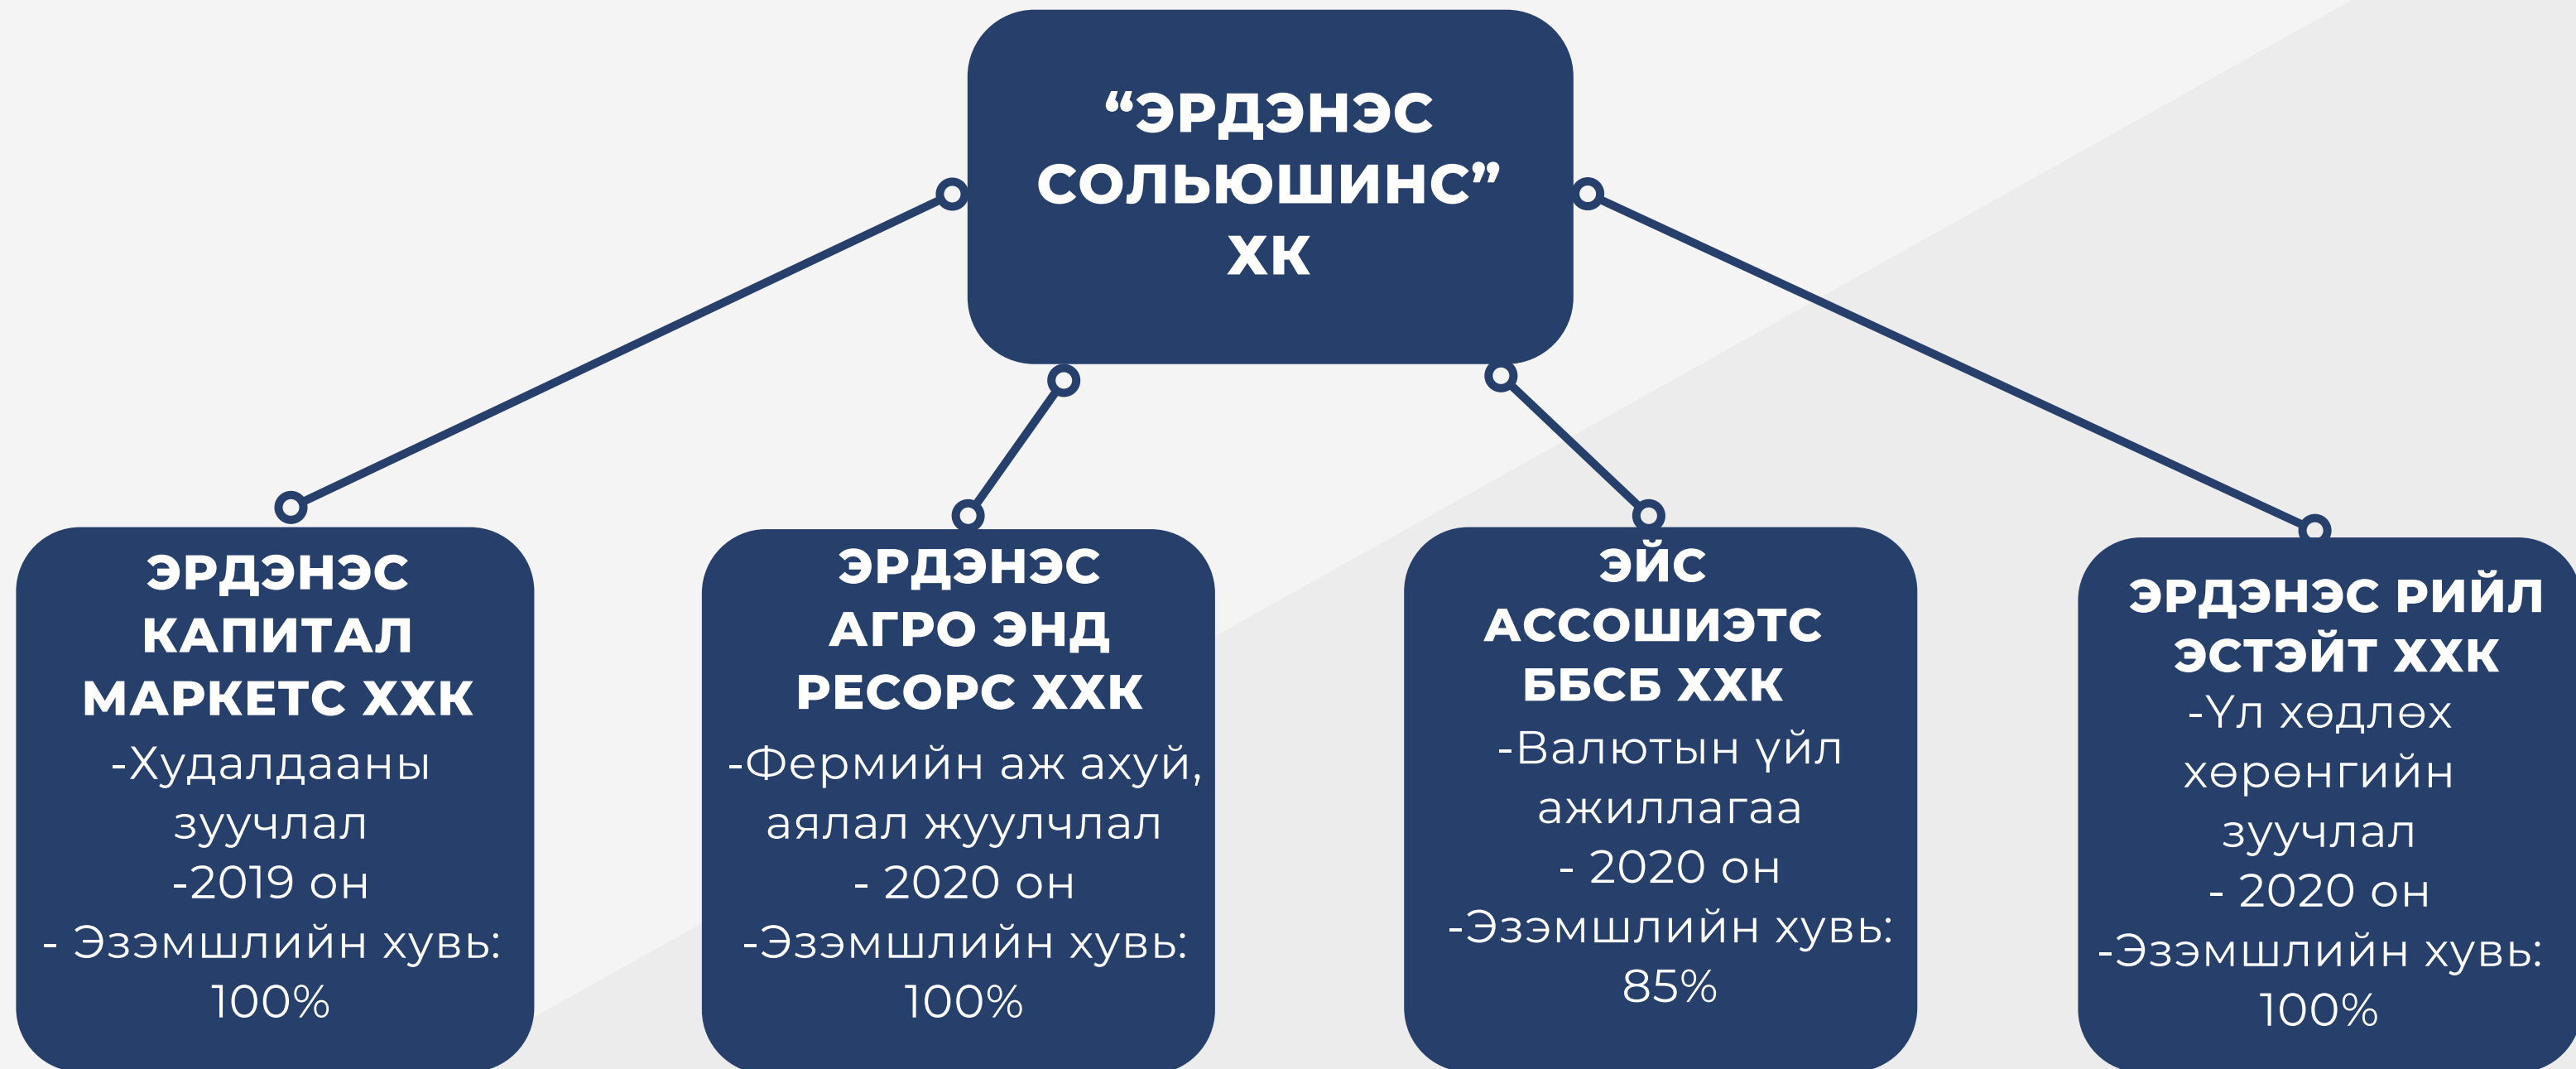 “ЭРДЭНЭС
СОЛЬЮШИНС”
ХК
ЭРДЭНЭС
КАПИТАЛ
МАРКЕТС ХХК
-Худалдааны
зуучлал
-2019 он
- Эзэмшлийн хувь:
100%
ЭРДЭНЭС
АГРО ЭНД
РЕСОРС ХХК
-Фермийн аж ахуй,
аялал жуулчлал
- 2020 он
-Эзэмшлийн хувь:
100%
ЭЙС
АССОШИЭТС
ББСБ ХХК
-Валютын үйл
ажиллагаа
- 2020 он
-Эзэмшлийн хувь:
85%
ЭРДЭНЭС РИЙЛ
ЭСТЭЙТ ХХК
-Үл хөдлөх
хөрөнгийн
зуучлал
- 2020 он
-Эзэмшлийн хувь:
100%